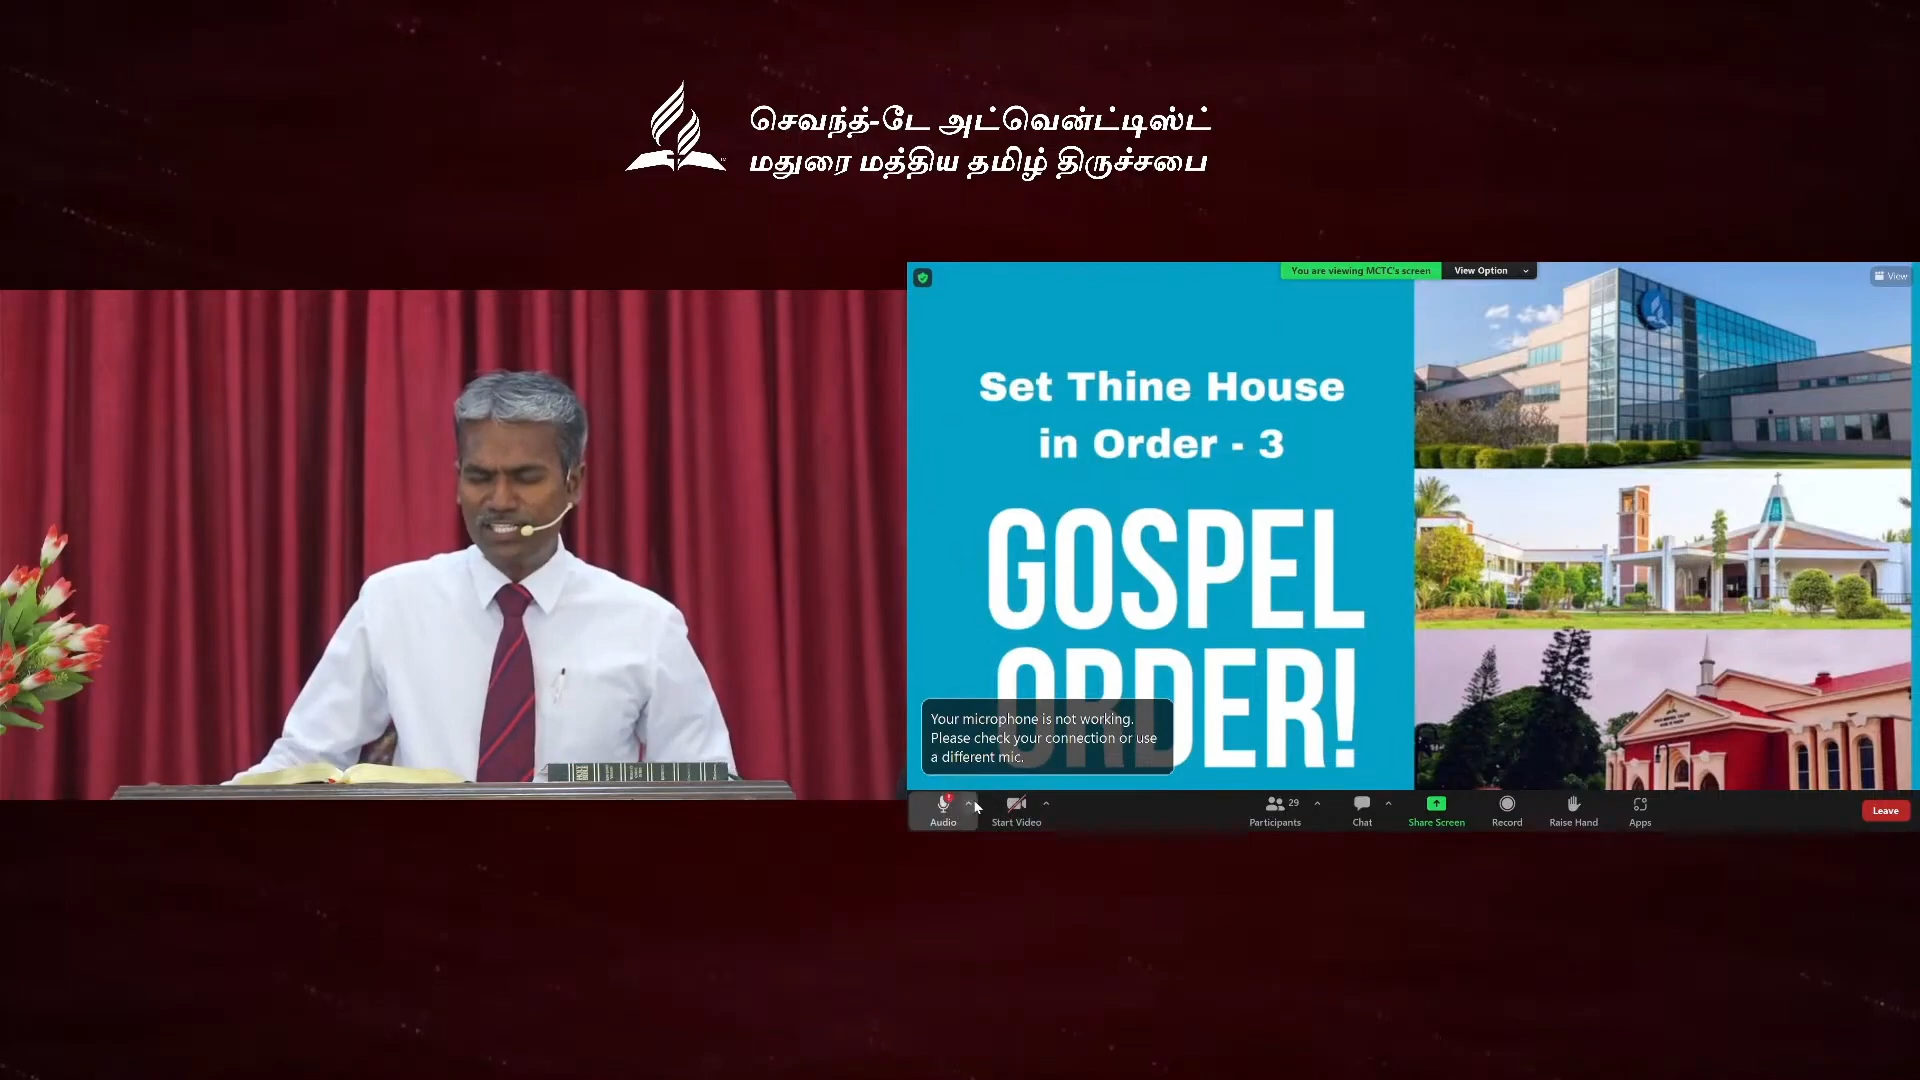 செவந்த்-டே அட்வென்ட்டிஸ்ட்
மதுரை மத்திய தமிழ் திருச்சபை
You are viewing MCTC's screen
View Option
View
Set Thine House
in Order - 3
GOSPEL
ORDER!
Your microphone is not working.
Please check your connection or use
a different mic.
Audio
Start Video
29
Participants
Chat
Share Screen
Record
Raise Hand
Apps
Leave